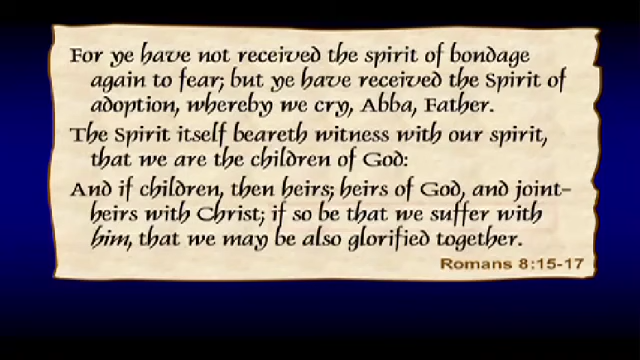 For ye have not received the spirit of bondage
again to fear; but ye have received the Spirit of
adoption, whereby we cry, Abba, Father.
The Spirit itself beareth witness with our spirit,
that we are the children of God:
And if children, then heirs; heirs of God, and joint-
heirs with Christ; if so be that we suffer with
him, that we may be also glorified together.
Romans 8:15-17